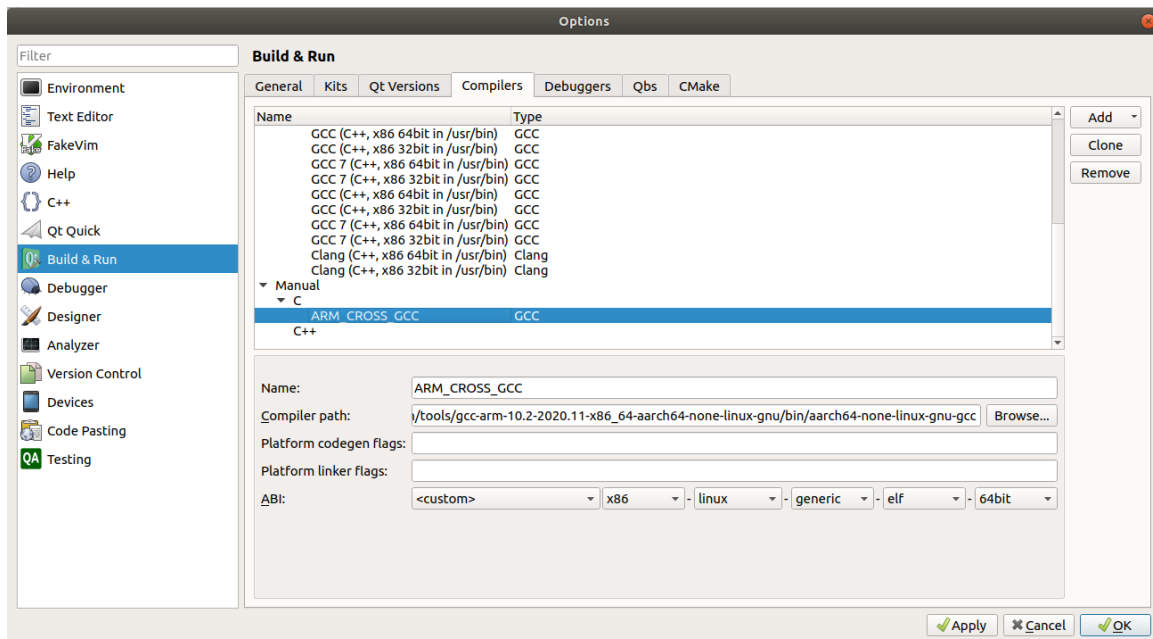 Options
Filter
Environment
Text Editor
FakeVim
Help
C++
Qt Quick
Build & Run
Debugger
Designer
Analyzer
Version Control
Devices
Code Pasting
Testing
Build & Run
General Kits Qt Versions Compilers Debuggers Qbs CMake
Name Type
GCC (C++, x86 64bit in /usr/bin) GCC
GCC (C++, x86 32bit in /usr/bin) GCC
GCC 7 (C++, x86 64bit in /usr/bin) GCC
GCC 7 (C++, x86 32bit in /usr/bin) GCC
GCC (C++, x86 64bit in /usr/bin) GCC
GCC (C++, x86 32bit in /usr/bin) GCC
GCC 7 (C++, x86 64bit in /usr/bin) GCC
GCC 7 (C++, x86 32bit in /usr/bin) GCC
Clang (C++, x86 64bit in /usr/bin) Clang
Clang (C++, x86 32bit in /usr/bin) Clang
Manual
C
ARM_CROSS_GCC GCC
C++
Add
Clone
Remove
Name: ARM_CROSS_GCC
Compiler path: /tools/gcc-arm-10.2-2020.11-x86_64-aarch64-none-linux-gnu/bin/aarch64-none-linux-gnu-gcc Browse...
Platform codegen flags:
Platform linker flags:
ABI: <custom> x86 - linux - generic - elf - 64bit
Apply Cancel OK